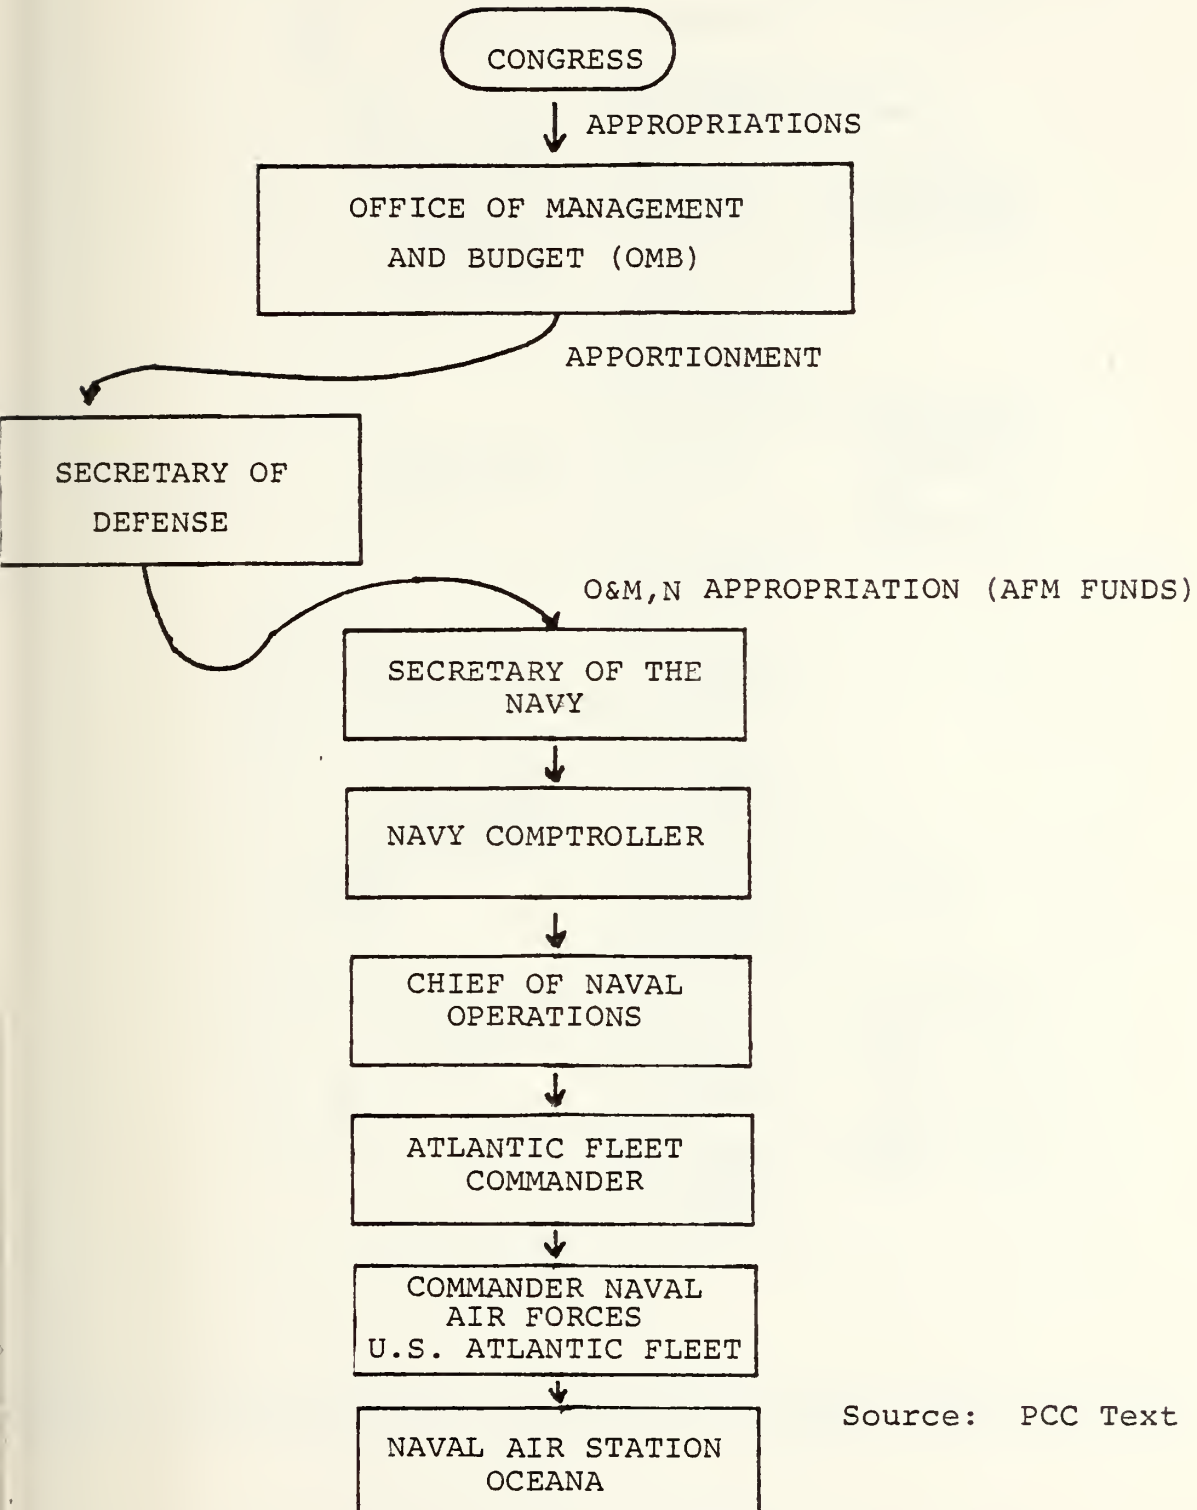 CONGRESS
APPROPRIATIONS
OFFICE OF MANAGEMENT
AND BUDGET (OMB)
APPORTIONMENT
SECRETARY OF
DEFENSE
O&M,N APPROPRIATION (AFM FUNDS)
SECRETARY OF THE
NAVY
NAVY COMPTROLLER
CHIEF OF NAVAL
OPERATIONS
ATLANTIC FLEET
COMMANDER
COMMANDER NAVAL
AIR FORCES
U.S. ATLANTIC FLEET
Source: PCC Text
NAVAL AIR STATION
OCEANA